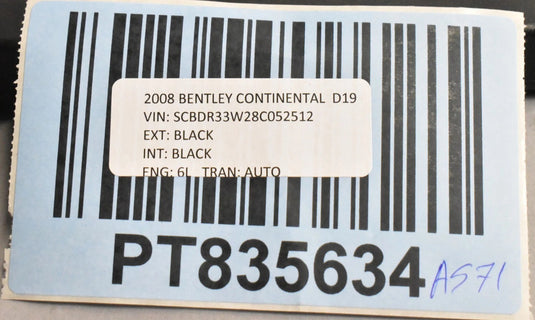 2008 BENTLEY CONTINENTAL D19
VIN: SCBDR33W28C052512
EXT: BLACK
INT: BLACK
ENG: 6L TRAN: AUTO
PT835634
A571